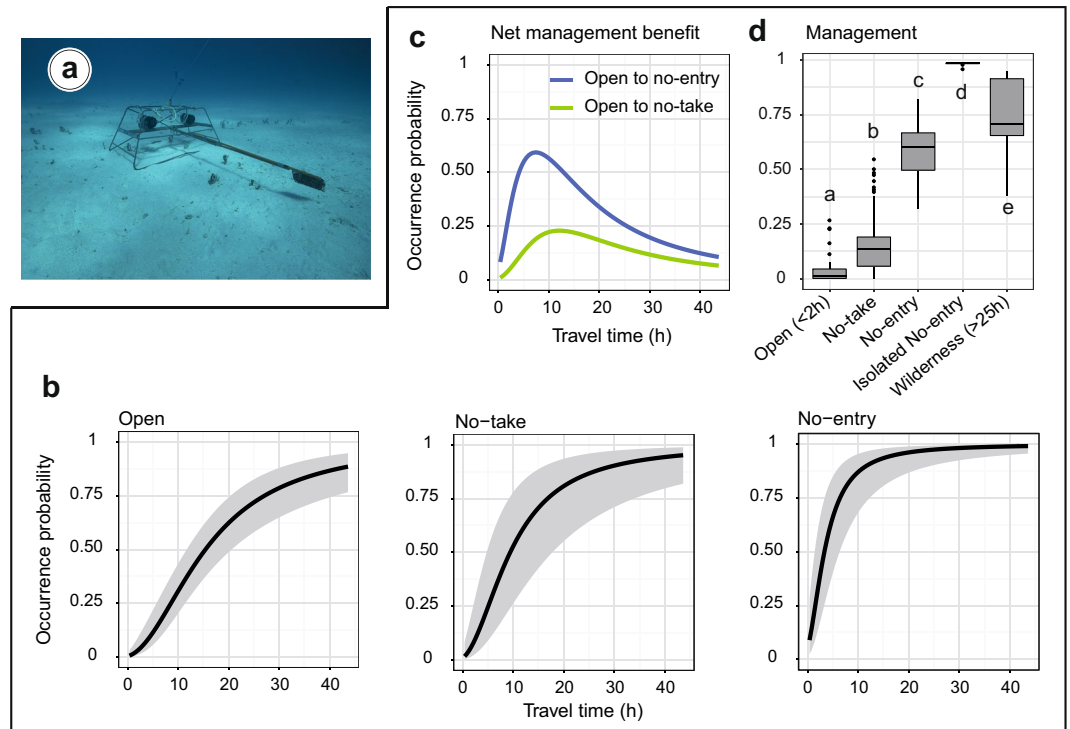 a
c
Net management benefit
Occurrence probability
1
0.75
0.50
0.25
0
Open to no-entry
Open to no-take
0
10
20
30
40
Travel time (h)
d
Management
1
0.75
0.50
0.25
0
a
b
c
d
e
Open (<2h)
No-take
No-entry
Isolated No-entry
Wilderness (>25h)
b
Open
Occurrence probability
1
0.75
0.50
0.25
0
0
10
20
30
40
No−take
1
0.75
0.50
0.25
0
0
10
20
30
40
Travel time (h)
No−entry
1
0.75
0.50
0.25
0
0
10
20
30
40